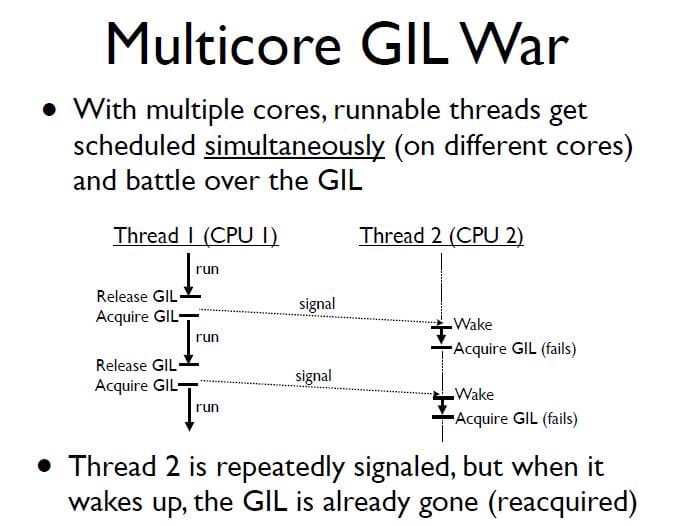 Multicore GIL War
• With multiple cores, runnable threads get
scheduled simultaneously (on different cores)
and battle over the GIL
Thread 1 (CPU 1)
Thread 2 (CPU 2)
run
Release GIL
Acquire GIL
signal
Wake
run
Acquire GIL (fails)
Release GIL
Acquire GIL
signal
Wake
run
Acquire GIL (fails)
• Thread 2 is repeatedly signaled, but when it
wakes up, the GIL is already gone (reacquired)